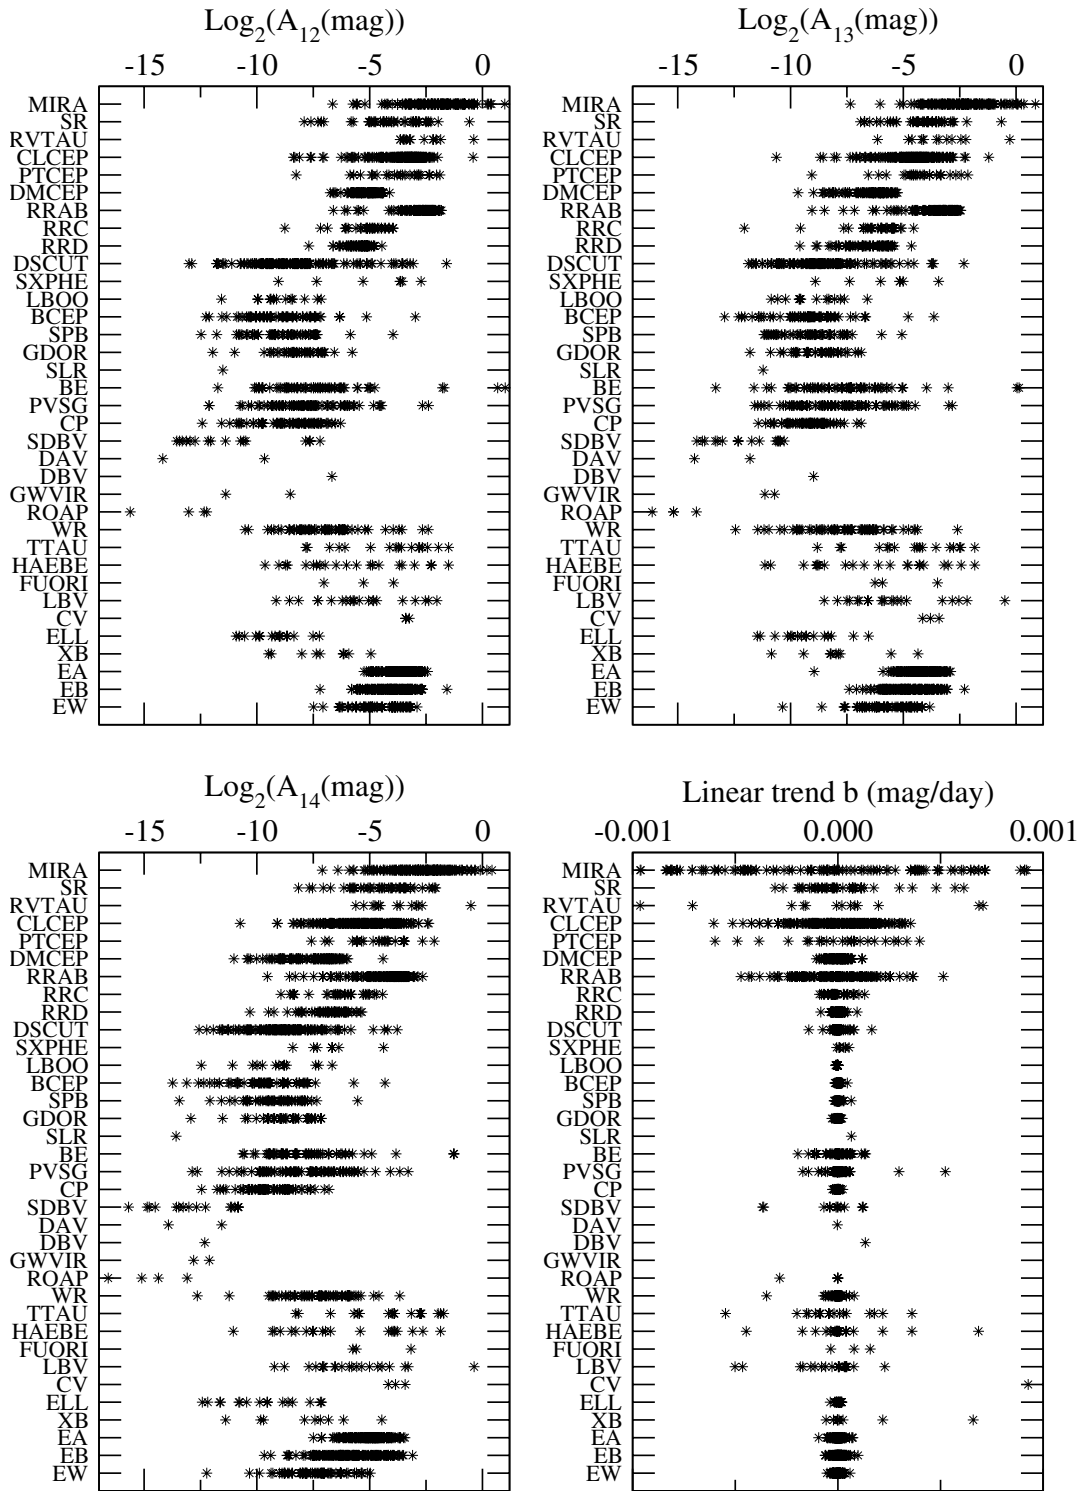 Log2(A12(mag))
-15 -10 -5 0
MIRA
SR
RVTAU
CLCEP
PTCEP
DMCEP
RRAB
RRC
RRD
DSCUT
SXPHE
LBOO
BCEP
SPB
GDOR
SLR
BE
PVSG
CP
SDBV
DAV
DBV
GWVIR
ROAP
WR
TTAU
HAEBE
FUORI
LBV
CV
ELL
XB
EA
EB
EW
Log2(A13(mag))
-15 -10 -5 0
MIRA
SR
RVTAU
CLCEP
PTCEP
DMCEP
RRAB
RRC
RRD
DSCUT
SXPHE
LBOO
BCEP
SPB
GDOR
SLR
BE
PVSG
CP
SDBV
DAV
DBV
GWVIR
ROAP
WR
TTAU
HAEBE
FUORI
LBV
CV
ELL
XB
EA
EB
EW
Log2(A14(mag))
-15 -10 -5 0
MIRA
SR
RVTAU
CLCEP
PTCEP
DMCEP
RRAB
RRC
RRD
DSCUT
SXPHE
LBOO
BCEP
SPB
GDOR
SLR
BE
PVSG
CP
SDBV
DAV
DBV
GWVIR
ROAP
WR
TTAU
HAEBE
FUORI
LBV
CV
ELL
XB
EA
EB
EW
Linear trend b (mag/day)
-0.001 0.000 0.001
MIRA
SR
RVTAU
CLCEP
PTCEP
DMCEP
RRAB
RRC
RRD
DSCUT
SXPHE
LBOO
BCEP
SPB
GDOR
SLR
BE
PVSG
CP
SDBV
DAV
DBV
GWVIR
ROAP
WR
TTAU
HAEBE
FUORI
LBV
CV
ELL
XB
EA
EB
EW